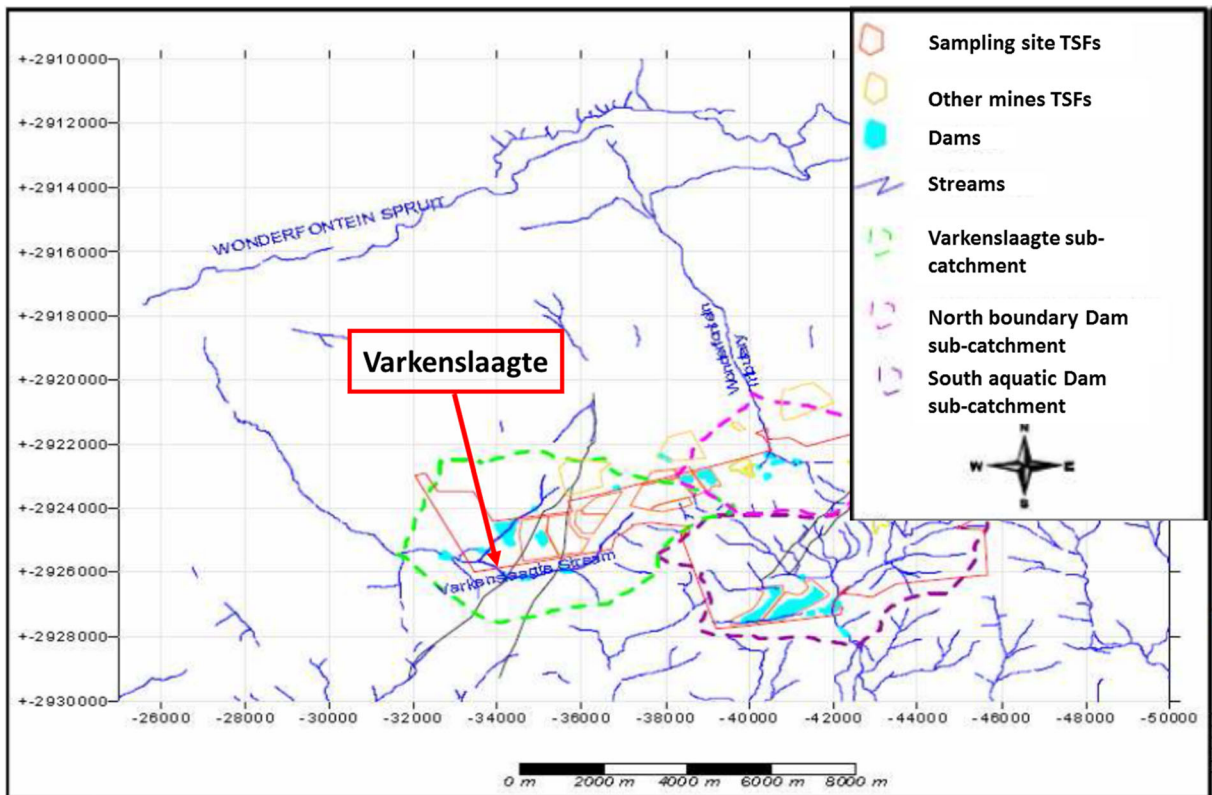 +-2910000
+-2912000
+-2914000
+-2916000
+-2918000
+-2920000
+-2922000
+-2924000
+-2926000
+-2928000
+-2930000
WONDERFONTEIN SPRUIT
Varkenslaagte
Wonderfontein
Varkenslaagte Stream
-26000
-28000
-30000
-32000
-34000
-36000
-38000
-40000
-42000
-44000
-46000
-48000
-50000
0 m
2000 m
4000 m
6000 m
8000 m
Sampling site TSFs
Other mines TSFs
Dams
Streams
Varkenslaagte sub-
catchment
North boundary Dam
sub-catchment
South aquatic Dam
sub-catchment
N
W
E
S